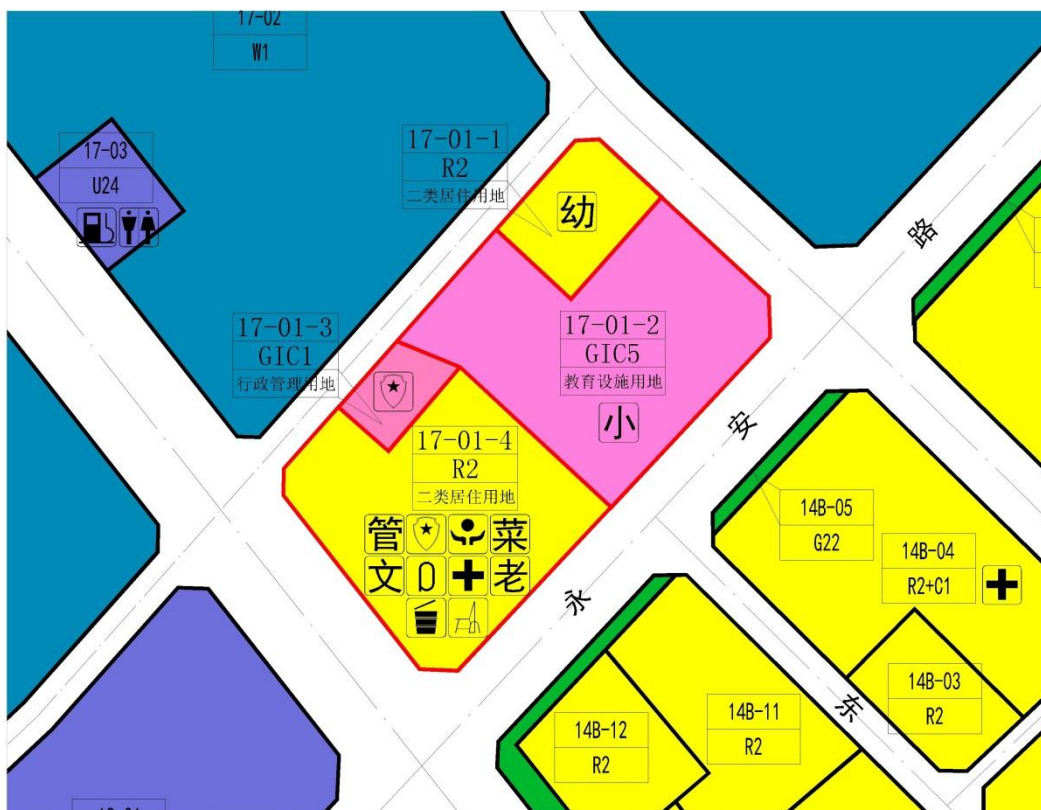 17-02
W1
17-03
U24
17-01-1
R2
二类居住用地
幼
路
17-01-3
GIC1
行政管理用地
17-01-2
GIC5
教育设施用地
小
安
17-01-4
R2
二类居住用地
管
菜
文
老
永
14B-05
G22
14B-04
R2+C1
14B-03
R2
东
14B-12
R2
14B-11
R2